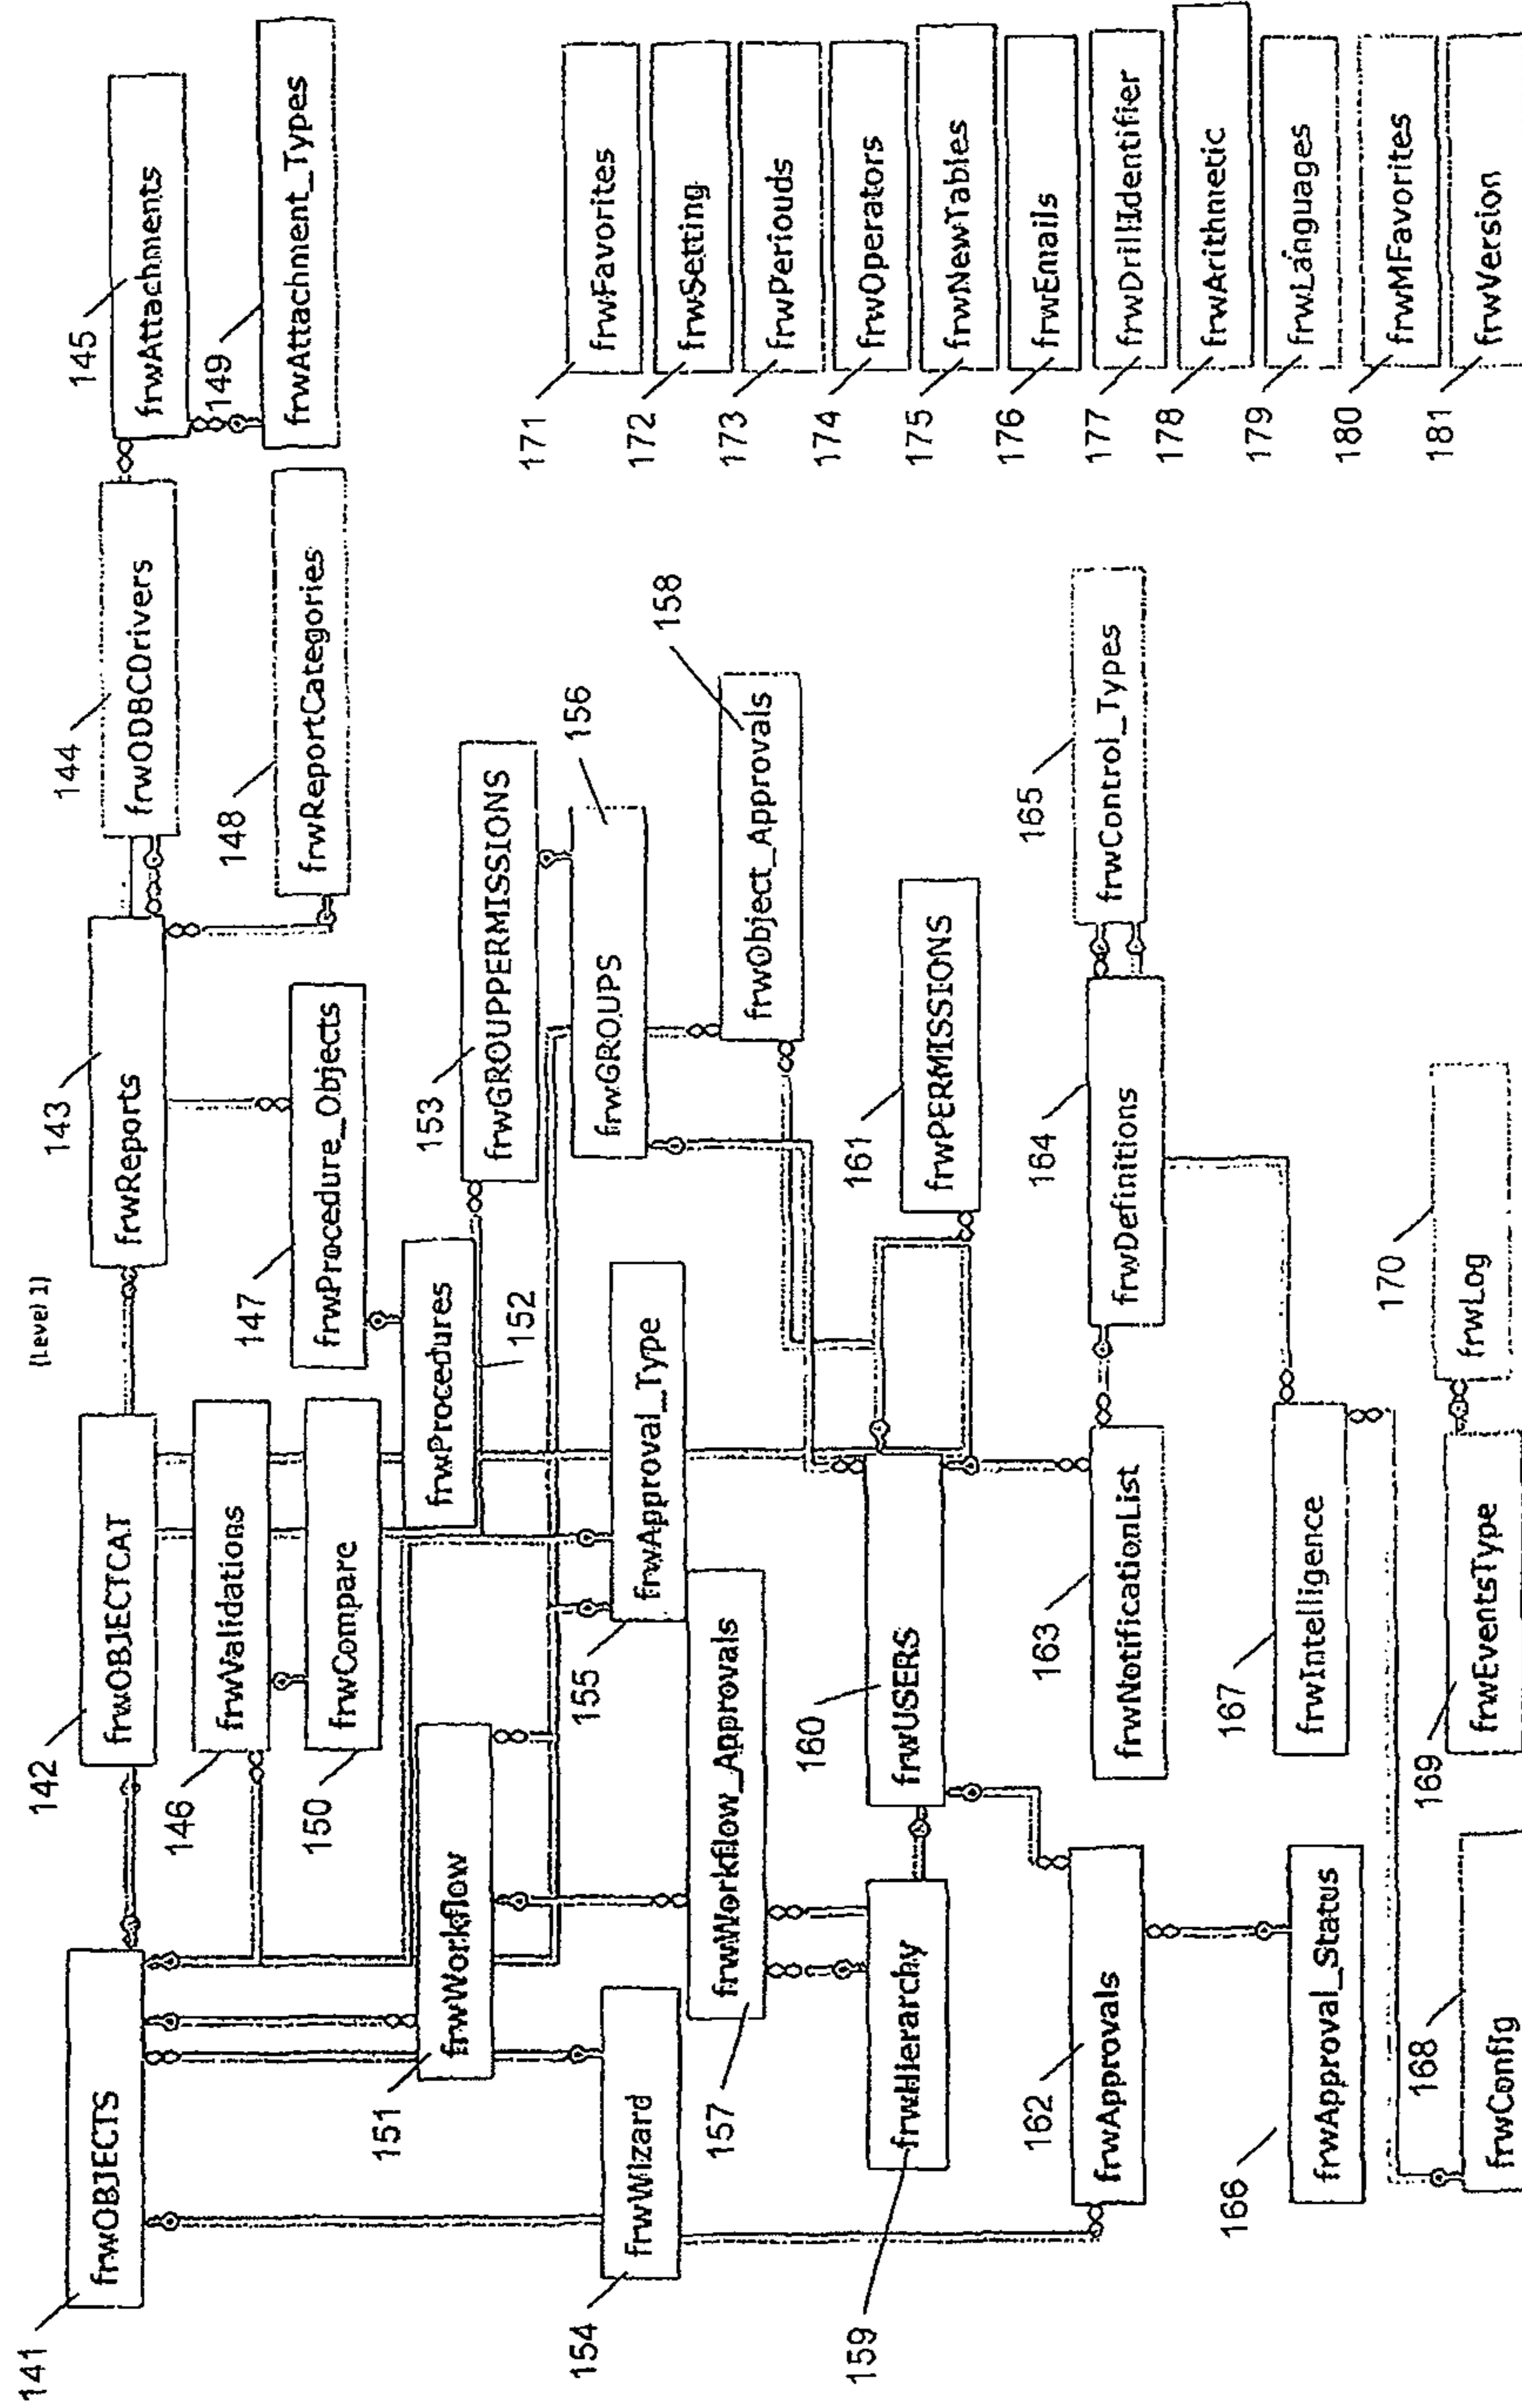 (Level 1)
141
frwOBJECTS
142
frwOBJECTCAT
143
frwReports
144
frwODBCDrivers
145
frwAttachments
146
frwValidations
147
frwProcedure_Objects
148
frwReportCategories
149
frwAttachment_Types
150
frwCompare
frwProcedures
152
151
frwWorkflow
153
frwGROUPPERMISSIONS
154
frwWizard
155
frwApproval_Type
156
frwGROUPS
157
frwWorkflow_Approvals
158
frwObject_Approvals
159
frwHierarchy
160
frwUSERS
161
frwPERMISSIONS
162
frwApprovals
163
frwNotificationList
164
frwDefinitions
165
frwControl_Types
166
frwApproval_Status
167
frwIntelligence
168
frwConfig
169
frwEventsType
170
frwLog
171
frwFavorites
172
frwSetting
173
frwPeriouds
174
frwOperators
175
frwNewTables
176
frwEmails
177
frwDrillIdentifier
178
frwArithmetic
179
frwLanguages
180
frwMFavorites
181
frwVersion